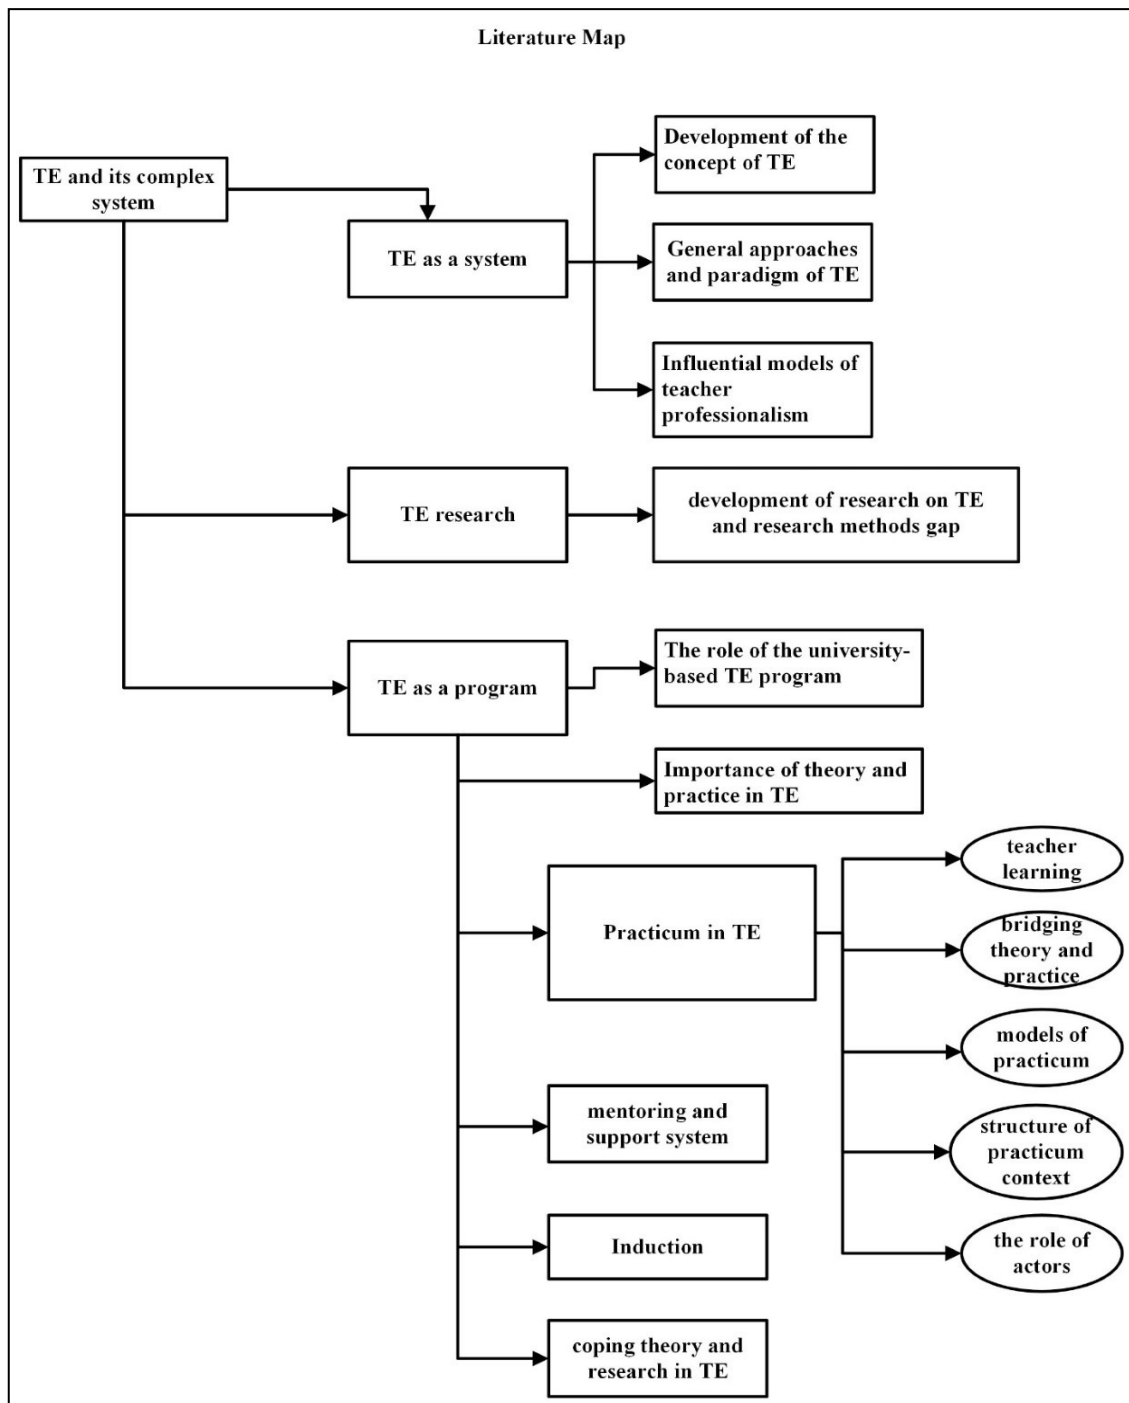 Literature Map
TE and its complex
system
TE as a system
Development of the
concept of TE
General approaches
and paradigm of TE
Influential models of
teacher
professionalism
TE research
development of research on TE
and research methods gap
TE as a program
The role of the university-
based TE program
Importance of theory and
practice in TE
Practicum in TE
teacher
learning
bridging
theory and
practice
models of
practicum
structure of
practicum
context
the role of
actors
mentoring and
support system
Induction
coping theory and
research in TE